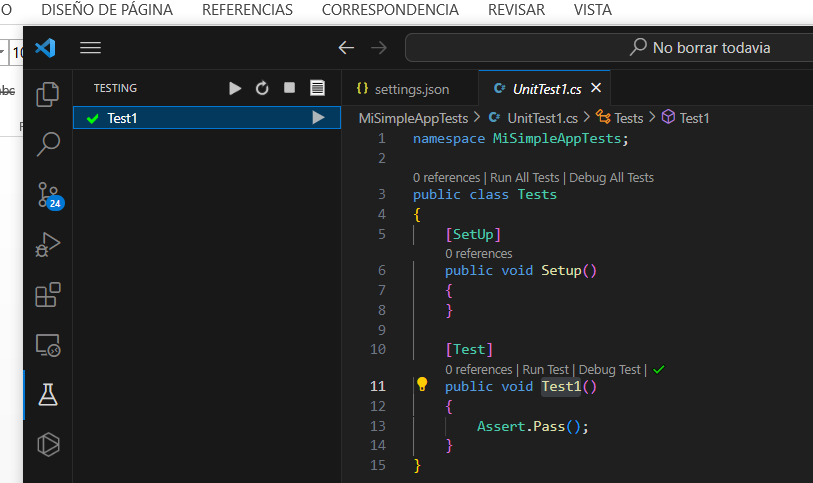 O DISEÑO DE PÁGINA REFERENCIAS CORRESPONDENCIA REVISAR VISTA
10
No borrar todavia
abc
TESTING
settings.json
UnitTest1.cs
Test1
MiSimpleAppTests > UnitTest1.cs > Tests > Test1
1 namespace MiSimpleAppTests;
2
0 references | Run All Tests | Debug All Tests
3 public class Tests
4 {
5 [SetUp]
0 references
6 public void Setup()
7 {
8 }
9
10 [Test]
0 references | Run Test | Debug Test |
11 public void Test1()
12 {
13 Assert.Pass();
14 }
15 }
24